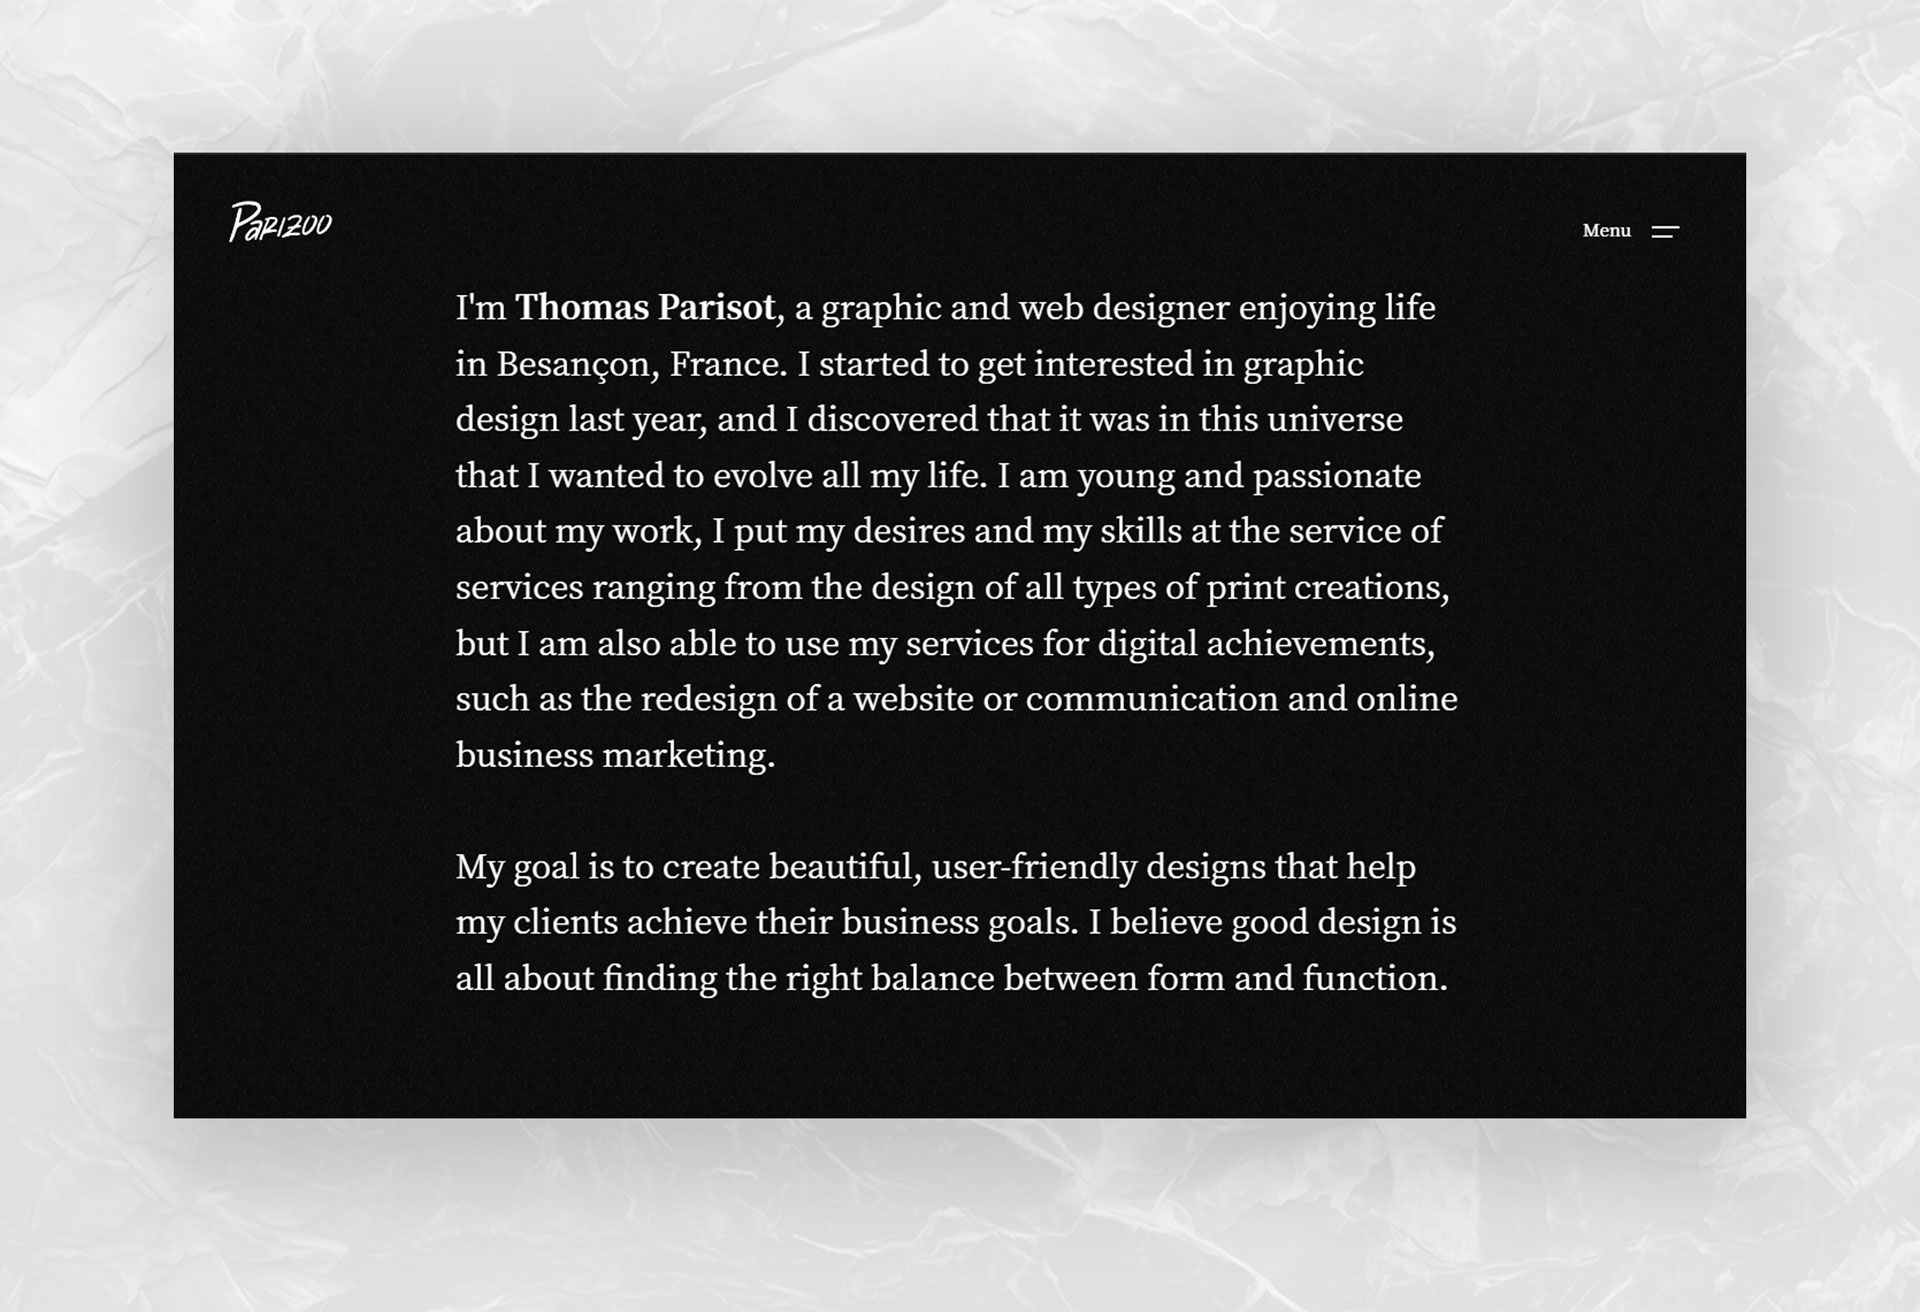 Parizoo
Menu
I'm Thomas Parisot, a graphic and web designer enjoying life
in Besançon, France. I started to get interested in graphic
design last year, and I discovered that it was in this universe
that I wanted to evolve all my life. I am young and passionate
about my work, I put my desires and my skills at the service of
services ranging from the design of all types of print creations,
but I am also able to use my services for digital achievements,
such as the redesign of a website or communication and online
business marketing.
My goal is to create beautiful, user-friendly designs that help
my clients achieve their business goals. I believe good design is
all about finding the right balance between form and function.